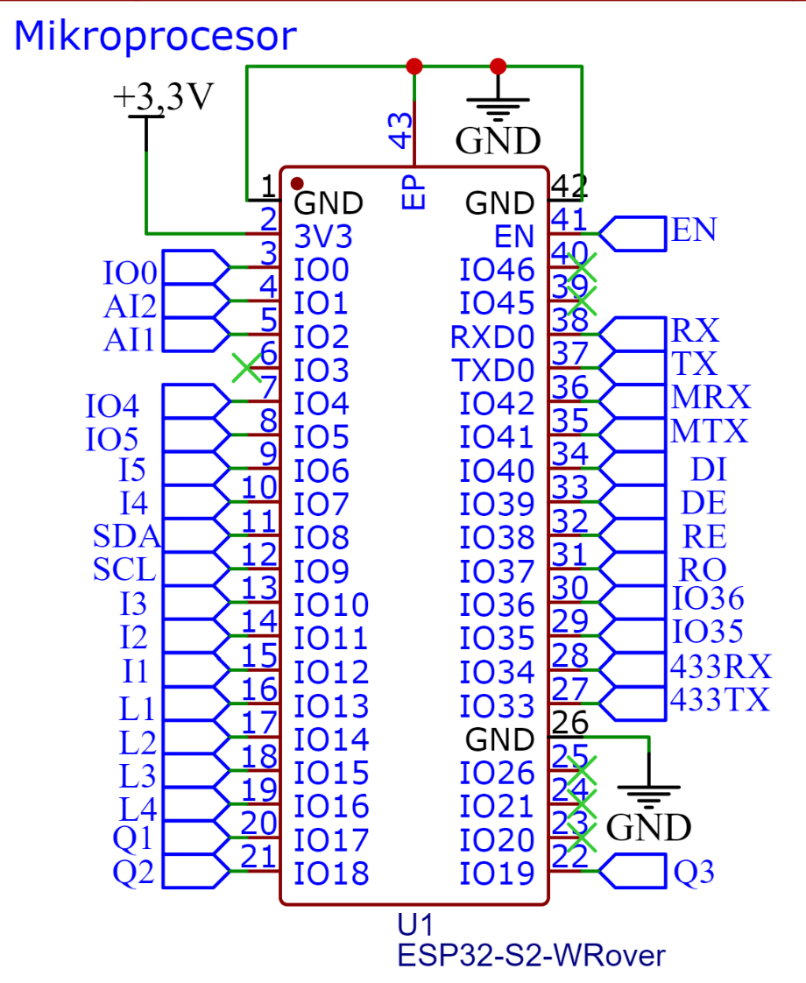 Mikroprocesor
+3,3V
43
GND
1 GND EP GND 42
2 3V3 EN 41 EN
IO0 3 IO0 IO46 40
AI2 4 IO1 IO45 39
AI1 5 IO2 RXD0 38 RX
6 IO3 TXD0 37 TX
IO4 7 IO4 IO42 36 MRX
IO5 8 IO5 IO41 35 MTX
I5 9 IO6 IO40 34 DI
I4 10 IO7 IO39 33 DE
SDA 11 IO8 IO38 32 RE
SCL 12 IO9 IO37 31 RO
I3 13 IO10 IO36 30 IO36
I2 14 IO11 IO35 29 IO35
I1 15 IO12 IO34 28 433RX
L1 16 IO13 IO33 27 433TX
L2 17 IO14 GND 26
L3 18 IO15 IO26 25
L4 19 IO16 IO21 24
Q1 20 IO17 IO20 23 GND
Q2 21 IO18 IO19 22 Q3
U1
ESP32-S2-WRover